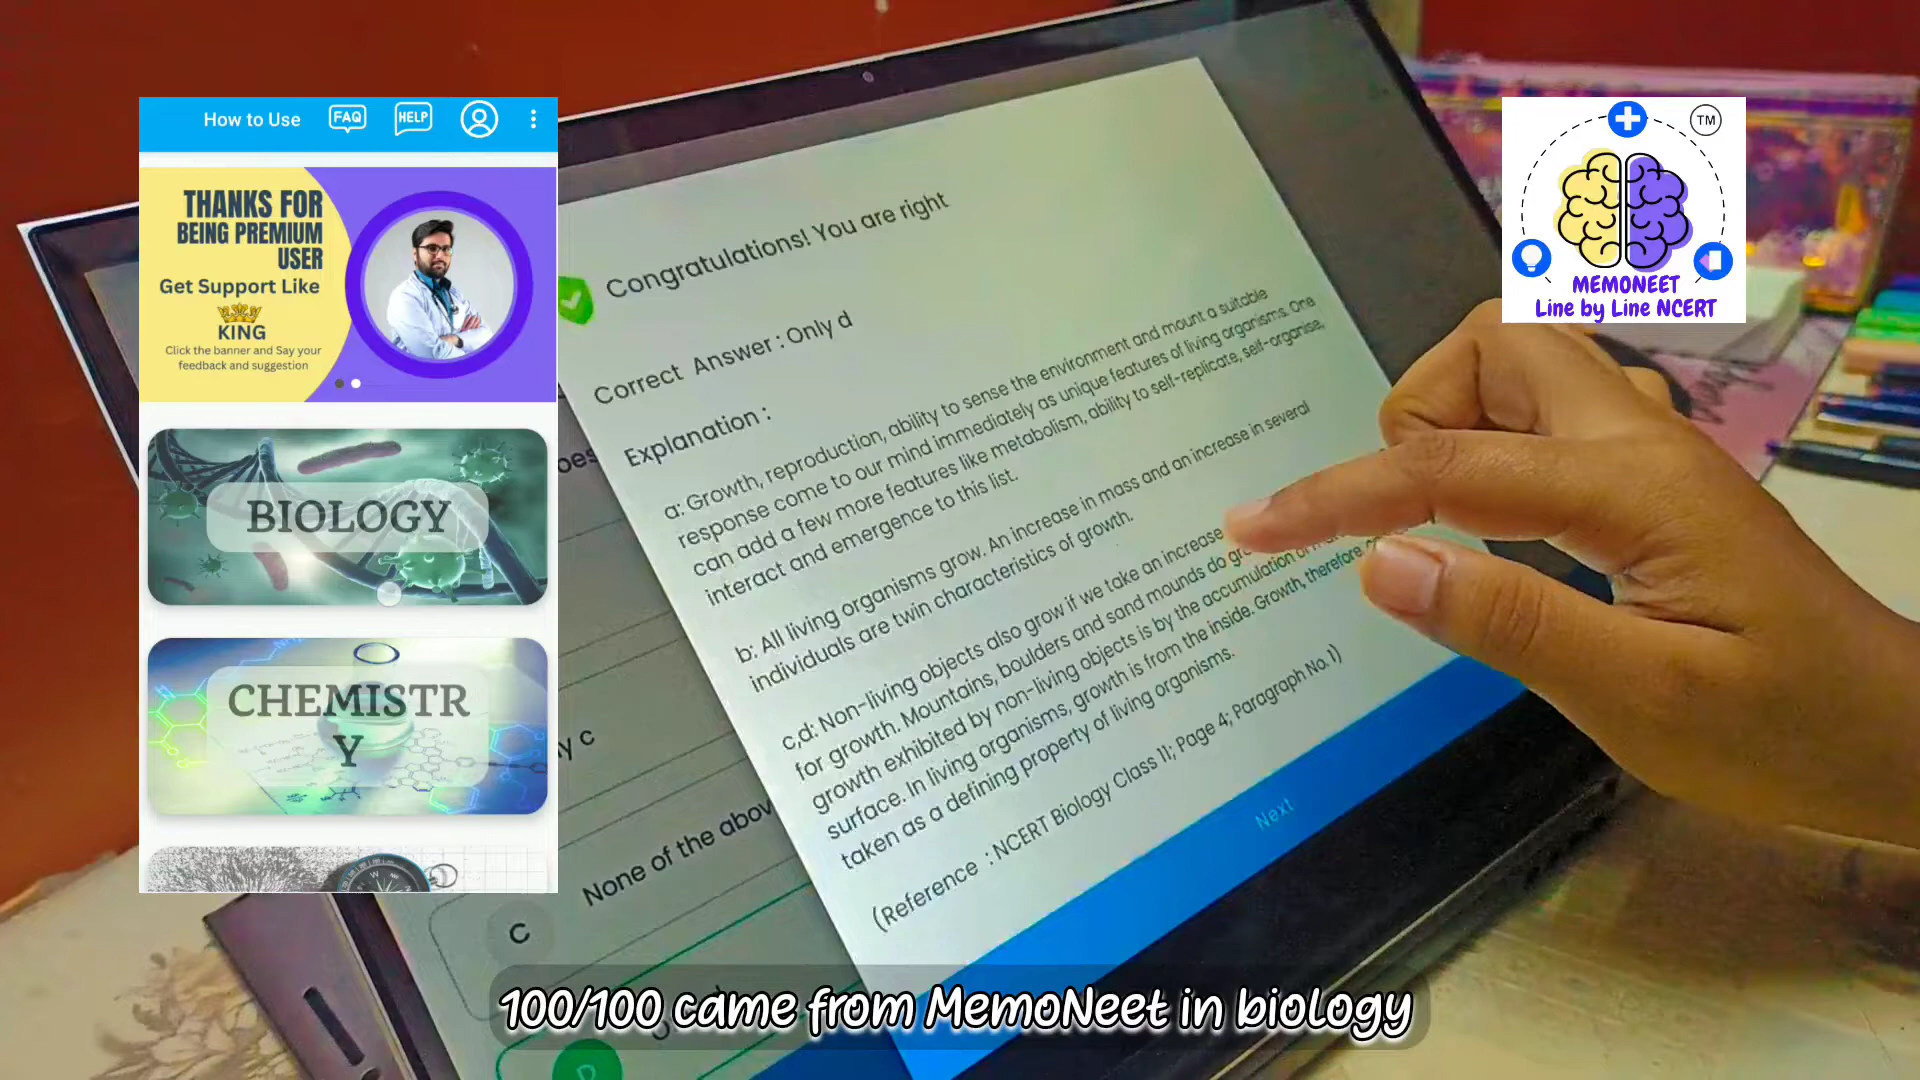 How to Use
FAQ
HELP
THANKS FOR
BEING PREMIUM
USER
Get Support Like
KING
Click the banner and Say your
feedback and suggestion
BIOLOGY
CHEMISTR
Y
TM
MEMONEET
Line by Line NCERT
Congratulations! You are right
Correct Answer : Only d
Explanation :
a: Growth, reproduction, ability to sense the environment and mount a suitable
response come to our mind immediately as unique features of living organisms. One
can add a few more features like metabolism, ability to self-replicate, self-organise,
interact and emergence to this list.
b: All living organisms grow. An increase in mass and an increase in several
individuals are twin characteristics of growth.
c,d: Non-living objects also grow if we take an increase
for growth. Mountains, boulders and sand mounds do
growth exhibited by non-living objects is by the accumulation of
surface. In living organisms, growth is from the inside. Growth, therefore
taken as a defining property of living organisms.
(Reference : NCERT Biology Class 11; Page 4; Paragraph No. 1)
Next
None of the abov
C
D
100/100 came from MemoNeet in biology